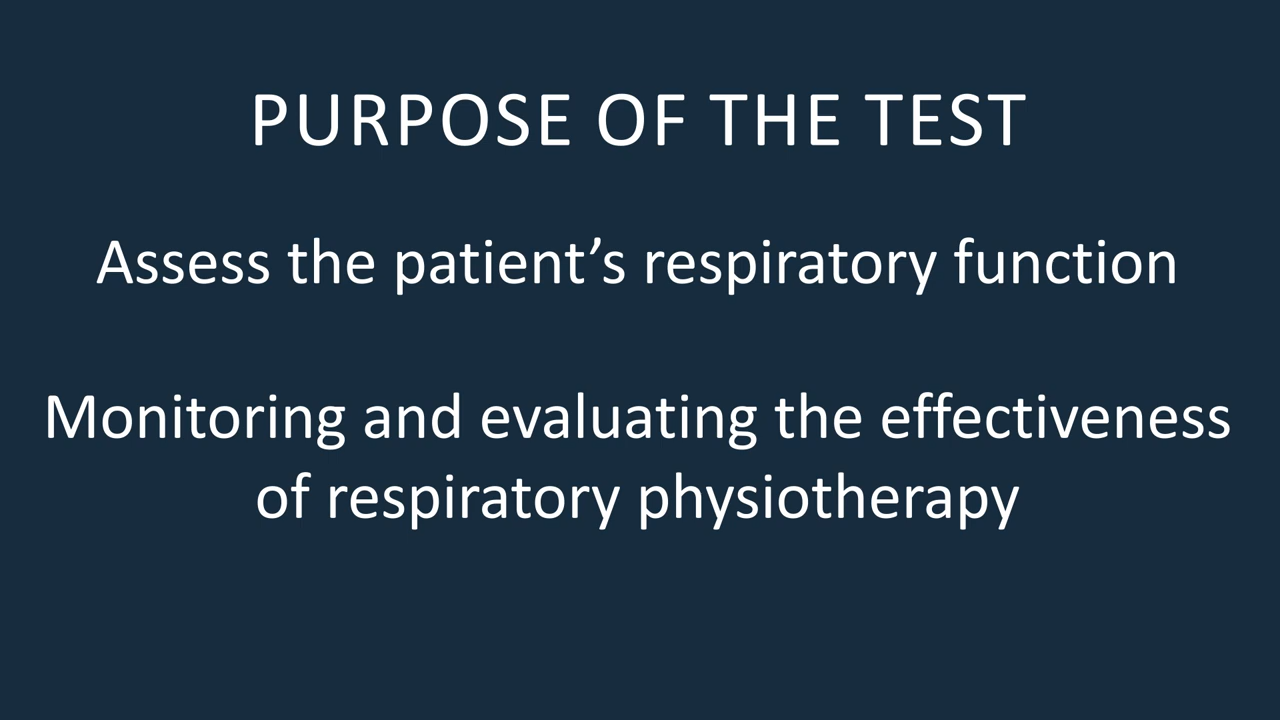 PURPOSE OF THE TEST
Assess the patient’s respiratory function
Monitoring and evaluating the effectiveness
of respiratory physiotherapy